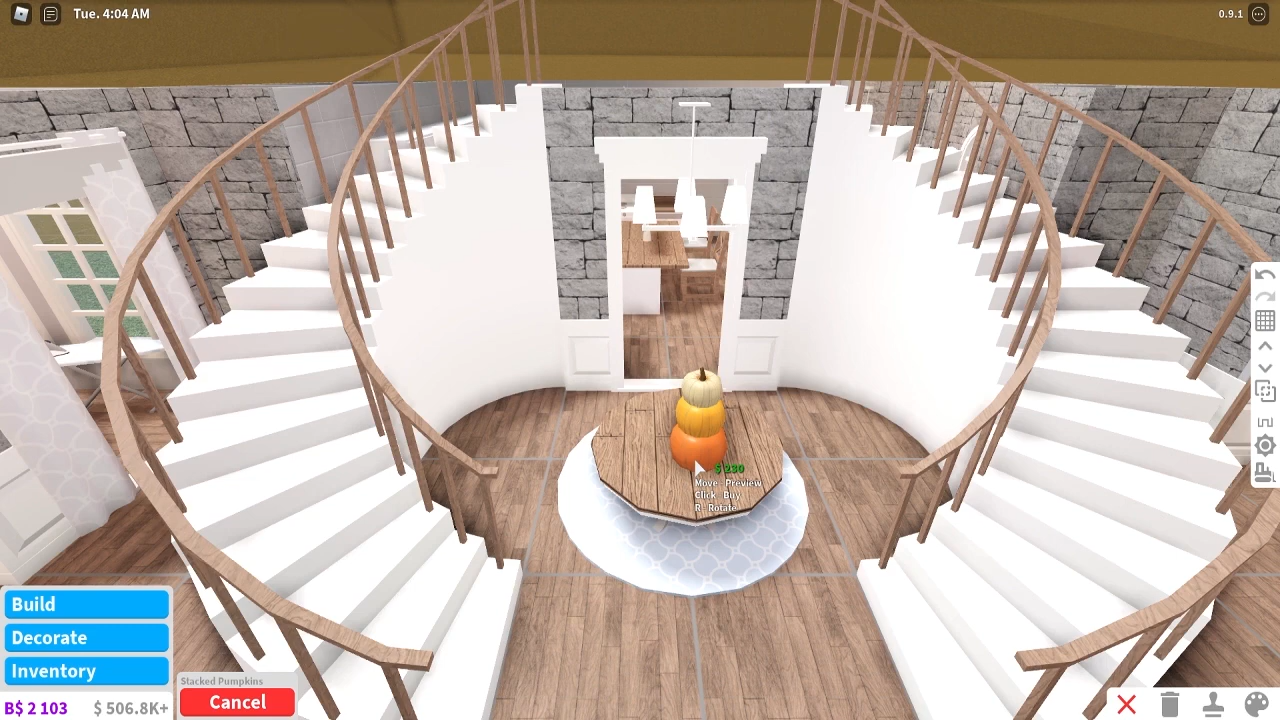 Tue. 4:04 AM
0.9.1
$ 230
Move - Preview
Click - Buy
R - Rotate
Build
Decorate
Inventory
Stacked Pumpkins
Cancel
B$ 2 103
$ 506.8K+